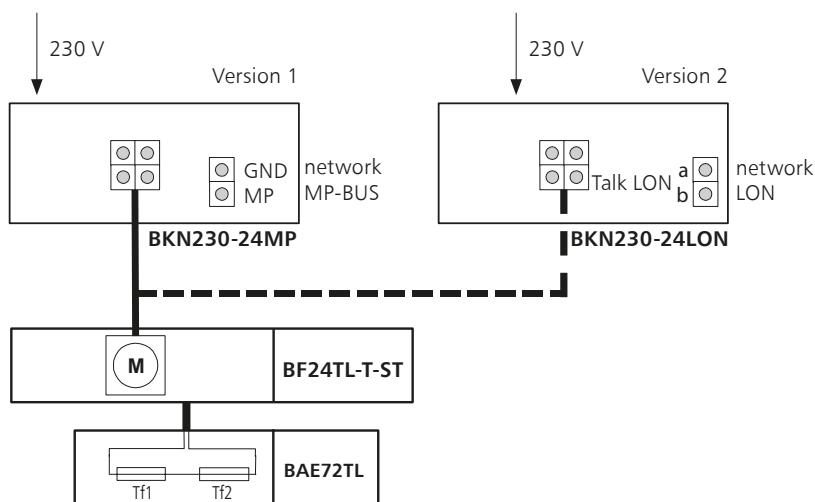 230 V
230 V
Version 1
Version 2
GND
MP
network
MP-BUS
Talk LON
a
b
network
LON
BKN230-24MP
BKN230-24LON
M
BF24TL-T-ST
BAE72TL
Tf1
Tf2